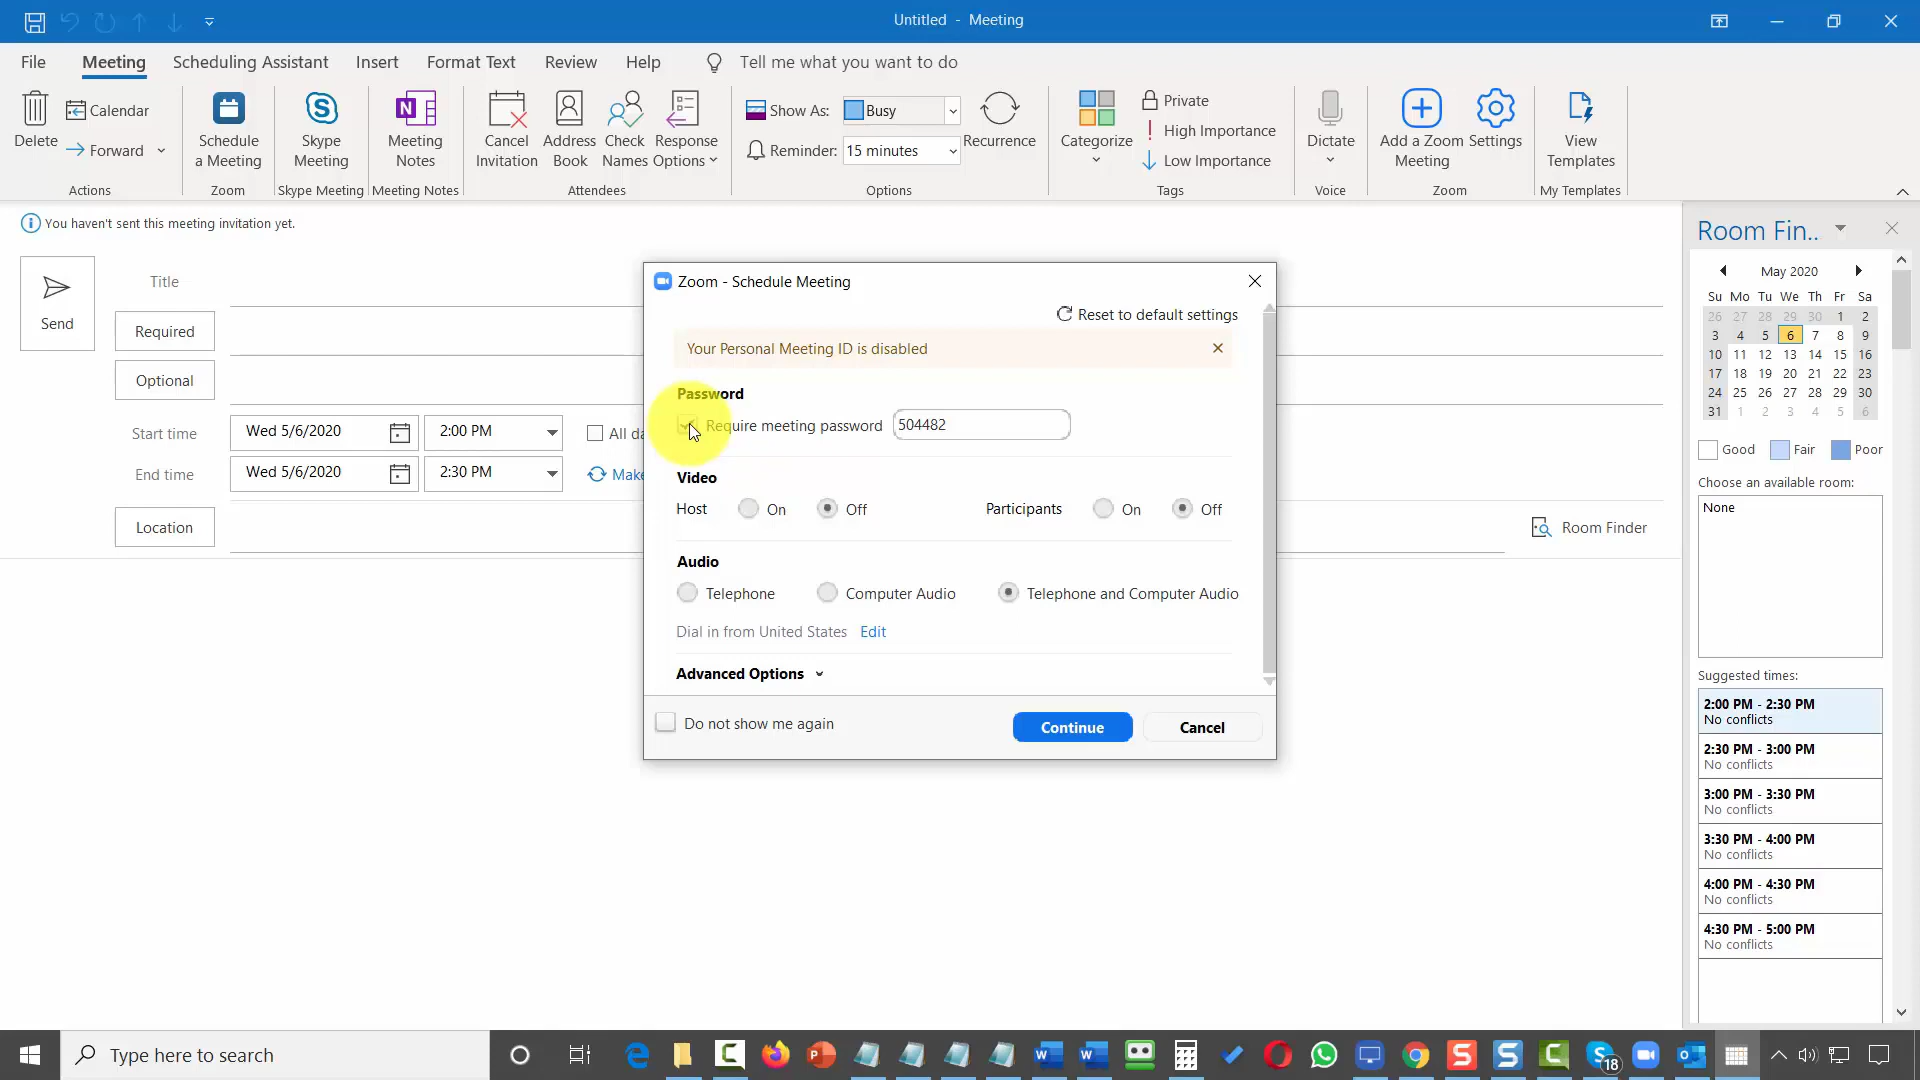 Untitled - Meeting
File Meeting Scheduling Assistant Insert Format Text Review Help Tell me what you want to do
Delete
Calendar
Forward
Actions
Schedule
a Meeting
Zoom
Skype
Meeting
Skype Meeting
Meeting
Notes
Meeting Notes
Cancel
Invitation
Address
Book
Check
Names
Response
Options
Attendees
Show As: Busy
Reminder: 15 minutes
Recurrence
Options
Categorize
Private
High Importance
Low Importance
Tags
Dictate
Voice
Add a Zoom
Meeting
Settings
Zoom
View
Templates
My Templates
You haven't sent this meeting invitation yet.
Send
Title
Required
Optional
Start time Wed 5/6/2020 2:00 PM All da
End time Wed 5/6/2020 2:30 PM Make
Location
Room Finder
Zoom - Schedule Meeting
Reset to default settings
Your Personal Meeting ID is disabled
Password
Require meeting password 504482
Video
Host On Off Participants On Off
Audio
Telephone Computer Audio Telephone and Computer Audio
Dial in from United States Edit
Advanced Options
Do not show me again
Continue Cancel
Room Fin..
May 2020
Su Mo Tu We Th Fr Sa
26 27 28 29 30 1 2
3 4 5 6 7 8 9
10 11 12 13 14 15 16
17 18 19 20 21 22 23
24 25 26 27 28 29 30
31 1 2 3 4 5 6
Good Fair Poor
Choose an available room:
None
Suggested times:
2:00 PM - 2:30 PM
No conflicts
2:30 PM - 3:00 PM
No conflicts
3:00 PM - 3:30 PM
No conflicts
3:30 PM - 4:00 PM
No conflicts
4:00 PM - 4:30 PM
No conflicts
4:30 PM - 5:00 PM
No conflicts
Type here to search
18